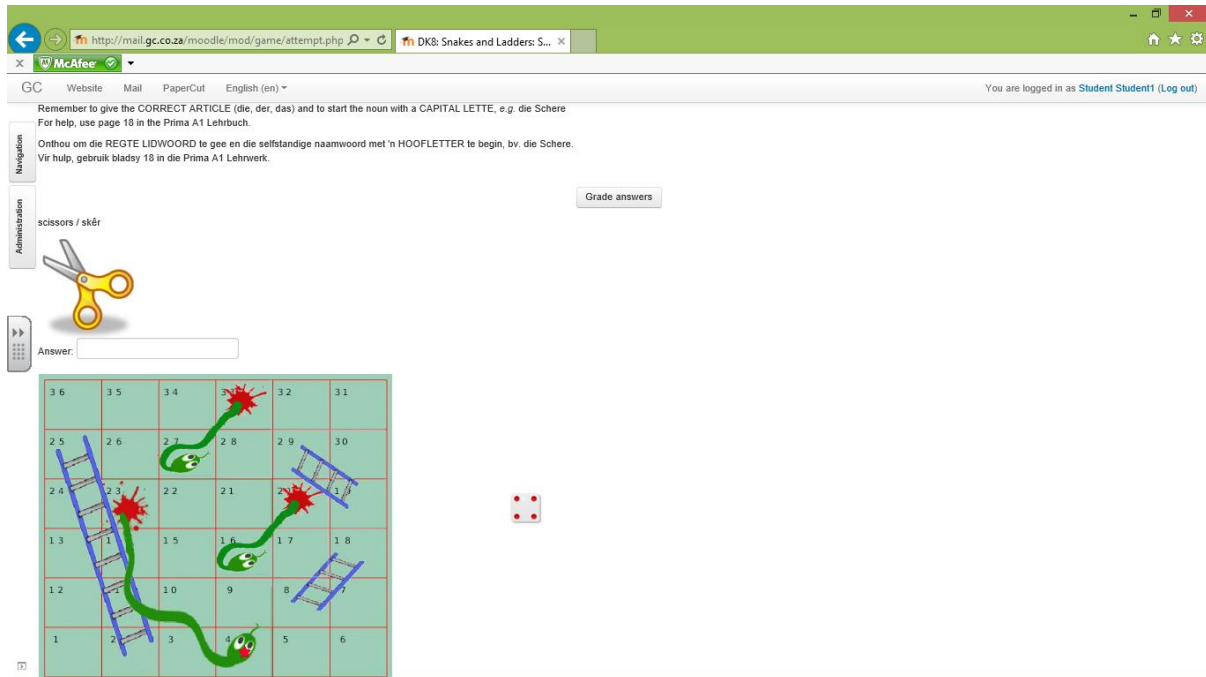 http://mail.gc.co.za/moodle/mod/game/attempt.php
DK8: Snakes and Ladders: S...
McAfee
GC Website Mail PaperCut English (en)
You are logged in as Student Student1 (Log out)
Remember to give the CORRECT ARTICLE (die, der, das) and to start the noun with a CAPITAL LETTE, e.g. die Schere
For help, use page 18 in the Prima A1 Lehrbuch.
Navigation
Onthou om die REGTE LIDWOORD te gee en die selfstandige naamwoord met 'n HOOFLETTER te begin, bv. die Schere.
Vir hulp, gebruik bladsy 18 in die Prima A1 Lehrwerk.
Grade answers
Administration
scissors / skêr
Answer:
36 35 34 32 31
25 26 27 28 29 30
24 23 22 21 19
13 15 16 17 18
12 10 9 8 7
1 2 3 4 5 6